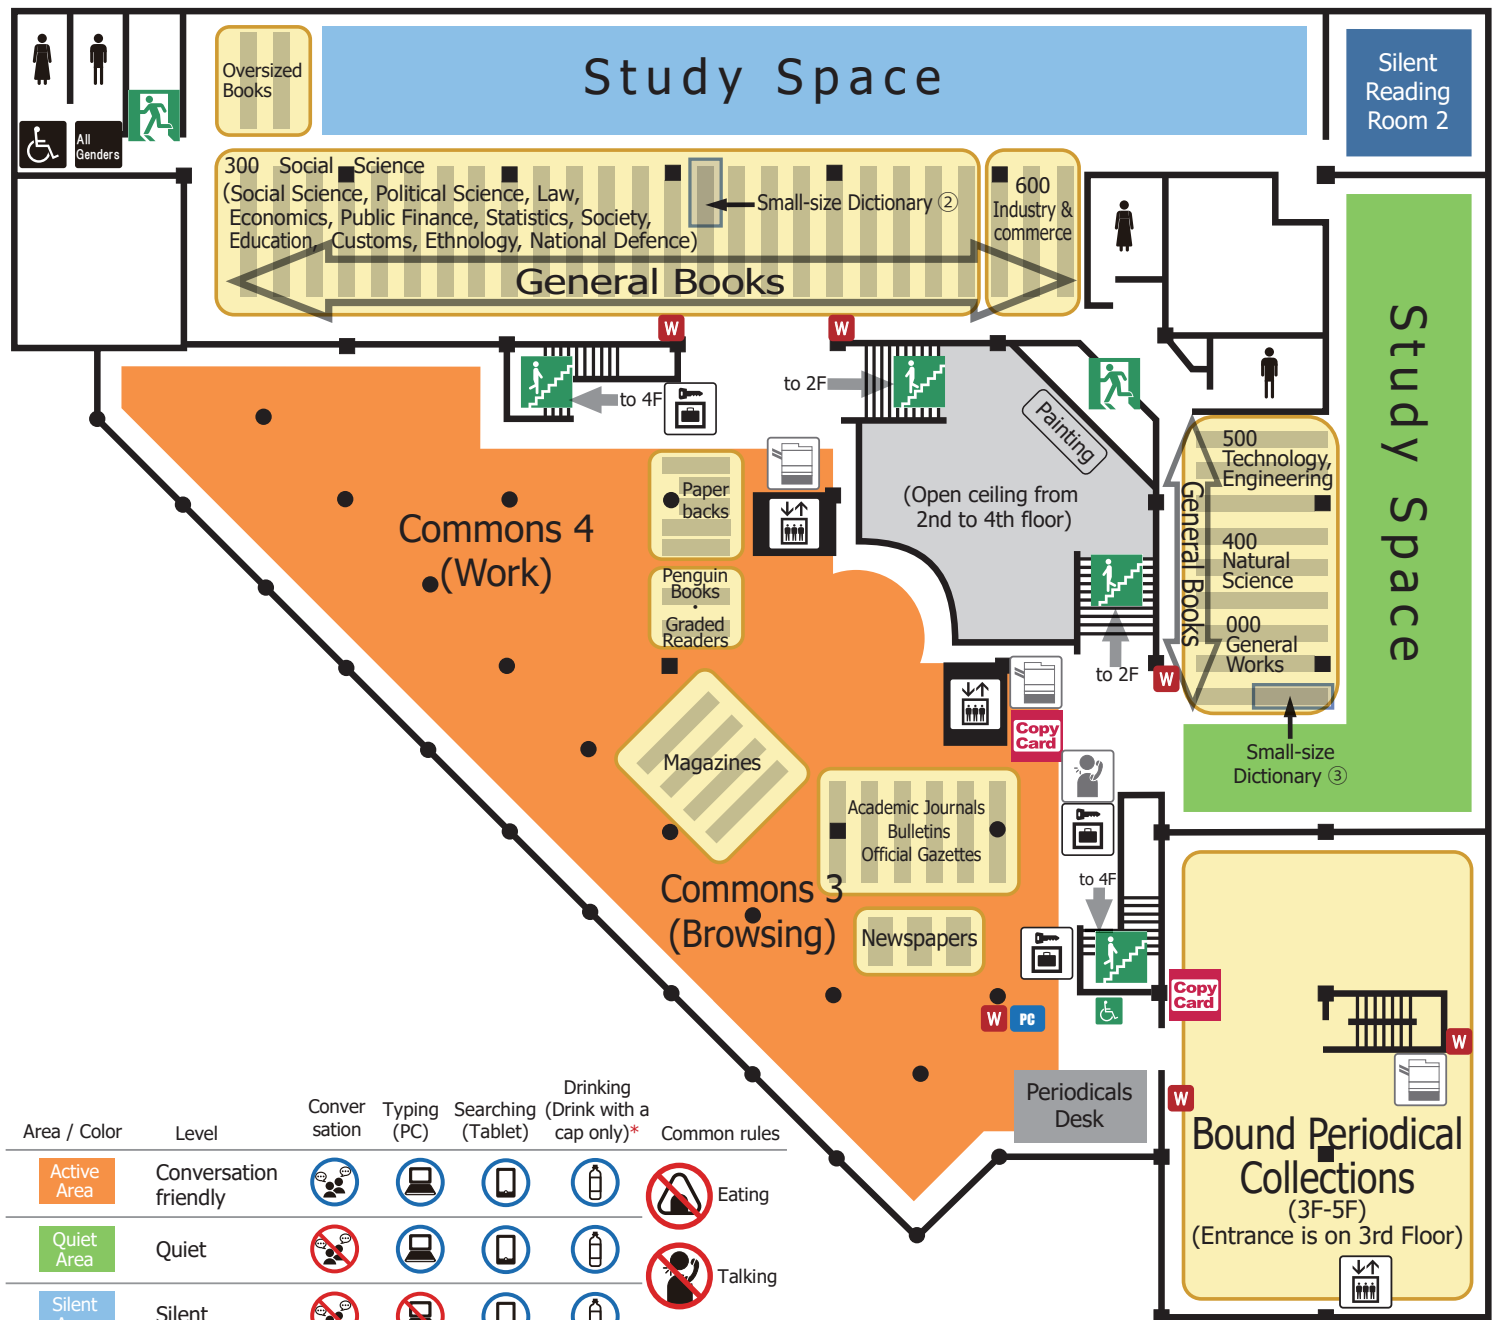 All
Genders
Oversized
Books
Study Space
Silent
Reading
Room 2
300 Social Science
(Social Science, Political Science, Law,
Economics, Public Finance, Statistics, Society,
Education, Customs, Ethnology, National Defence)
Small-size Dictionary ②
600
Industry &
commerce
General Books
W
W
to 4F
to 2F
Painting
(Open ceiling from
2nd to 4th floor)
Study Space
General Books
500
Technology,
Engineering
400
Natural
Science
000
General
Works
Small-size
Dictionary ③
Commons 4
(Work)
Paper
backs
Penguin
Books
・
Graded
Readers
to 2F
W
Copy
Card
Magazines
Academic Journals
Bulletins
Official Gazettes
Commons 3
(Browsing)
Newspapers
to 4F
Copy
Card
W
PC
W
W
Periodicals
Desk
Bound Periodical
Collections
(3F-5F)
(Entrance is on 3rd Floor)
Area / Color
Level
Conver
sation
Typing
(PC)
Searching
(Tablet)
Drinking
(Drink with a
cap only)*
Common rules
Active
Area
Conversation
friendly
Eating
Quiet
Area
Quiet
Talking
Silent
Silent